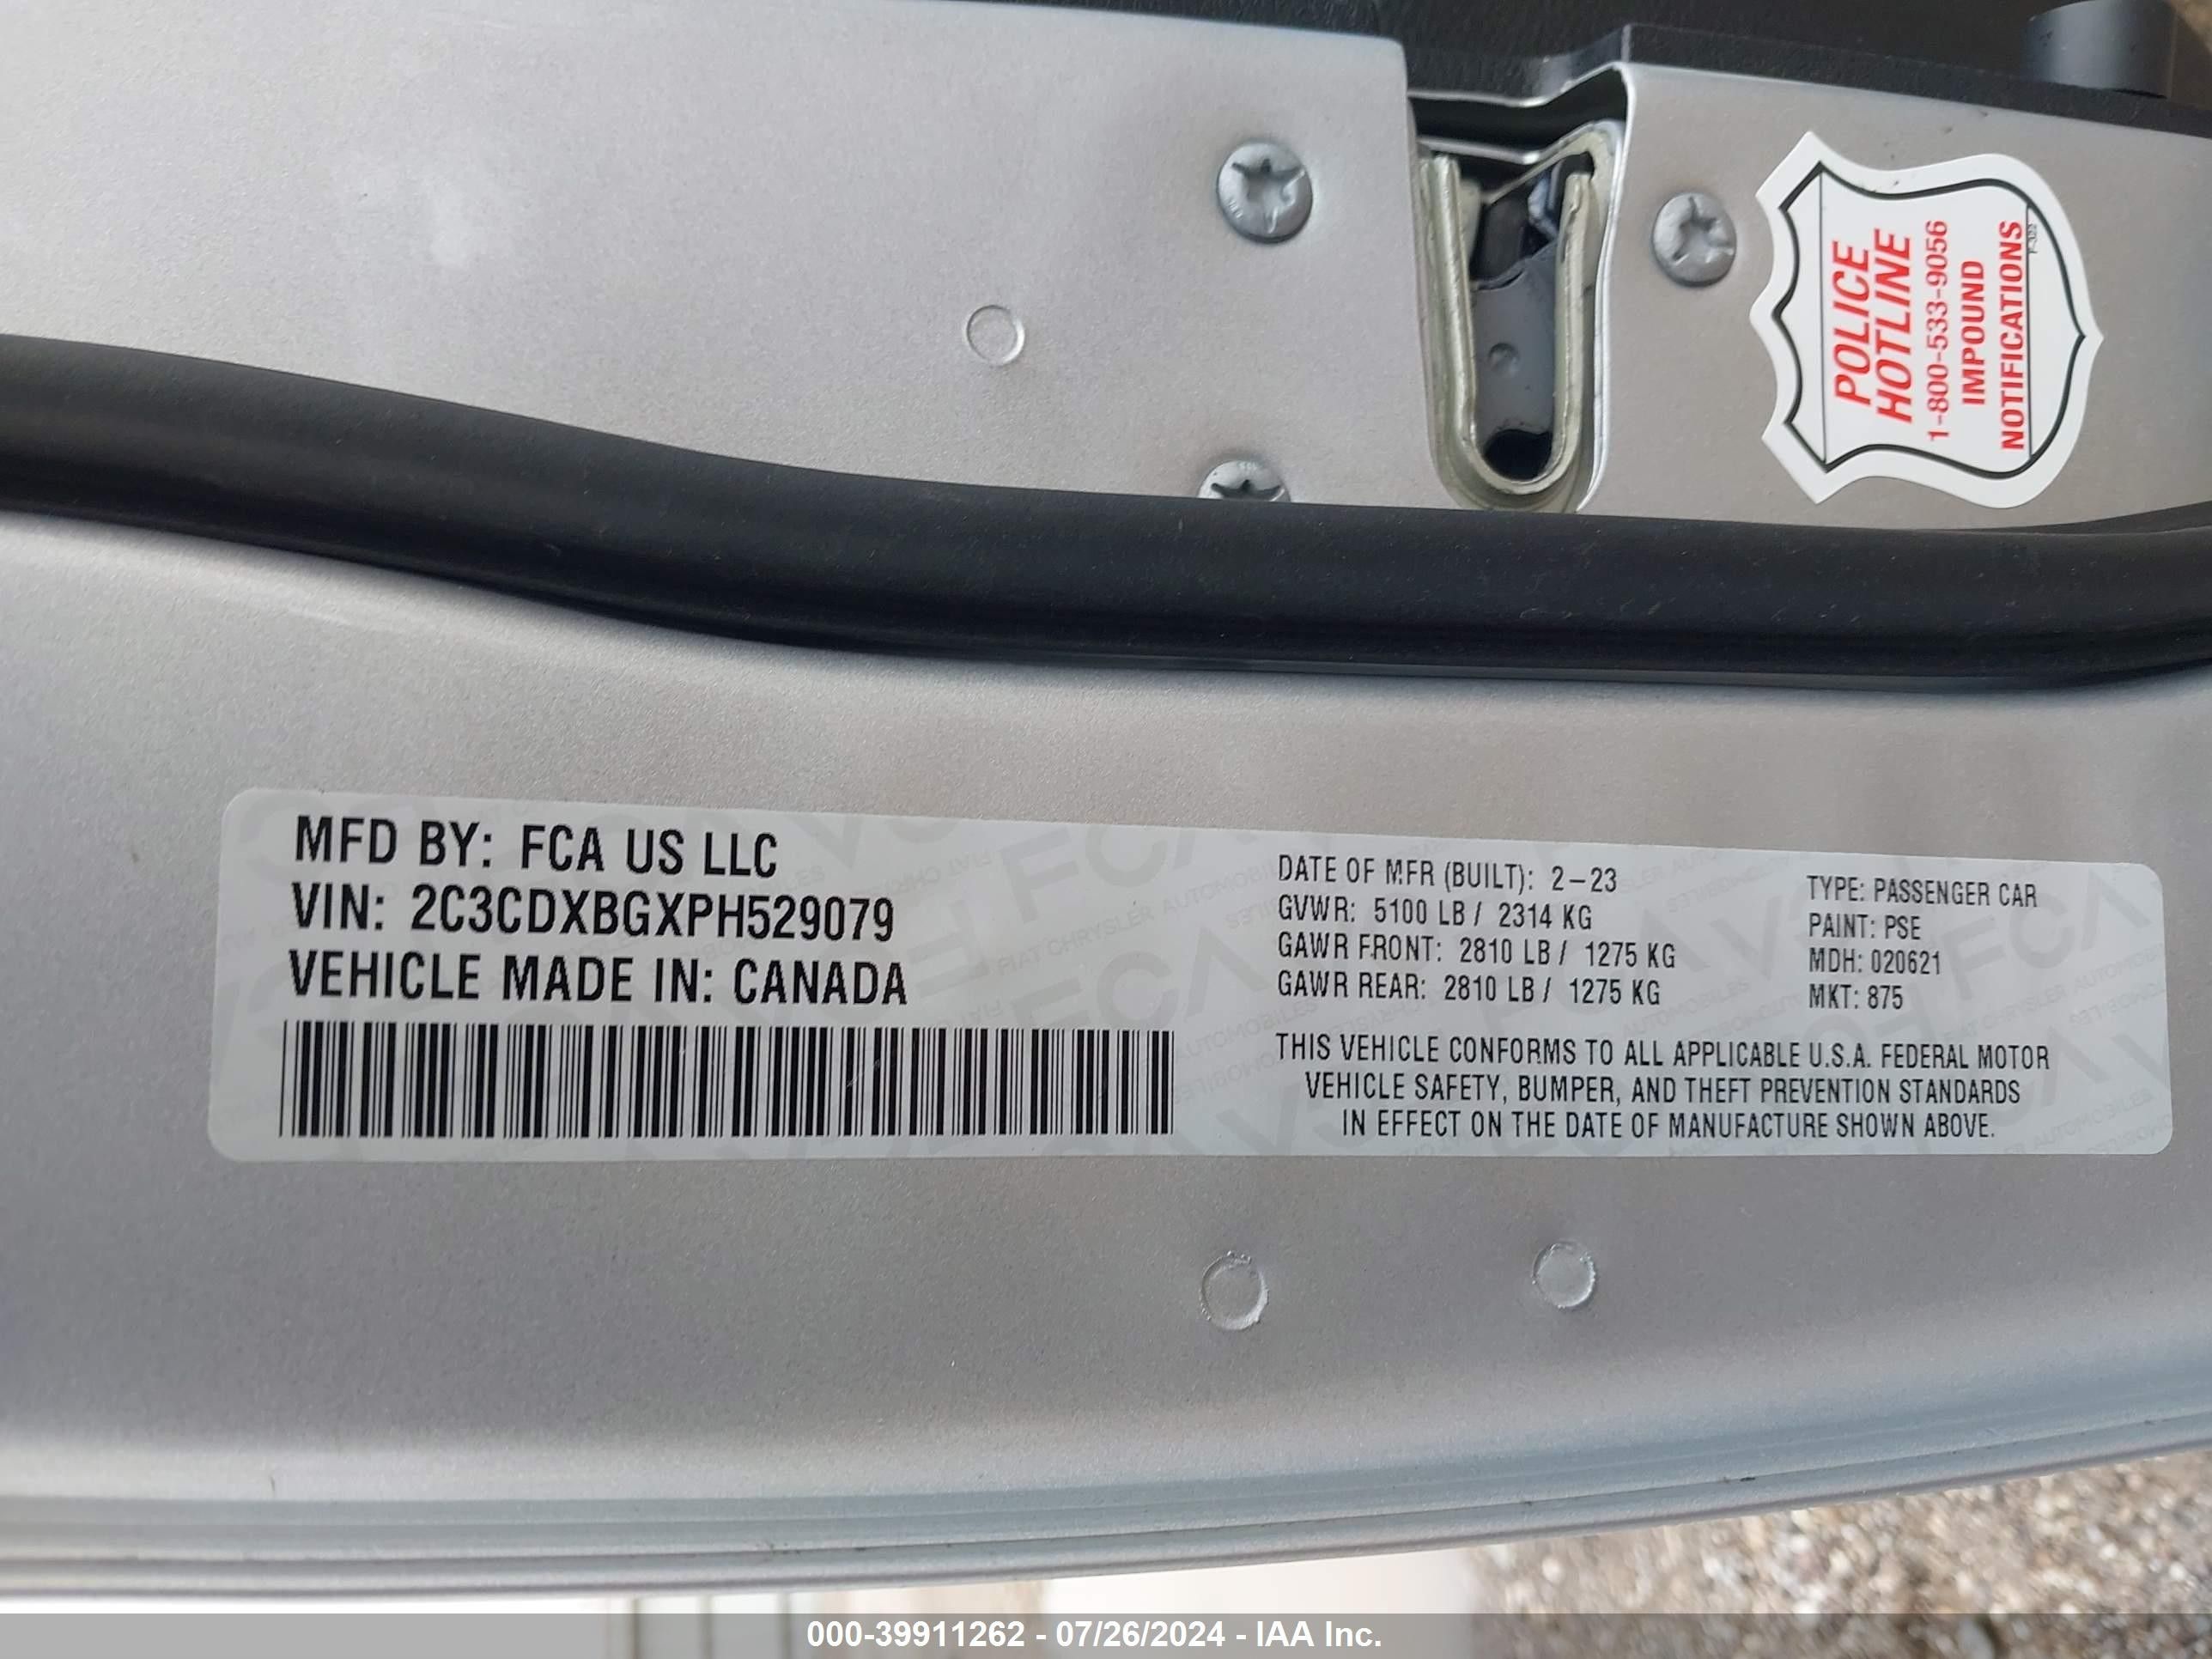 POLICE
HOTLINE
1-800-533-9056
IMPOUND
NOTIFICATIONS
MFD BY: FCA US LLC
VIN: 2C3CDXBGXPH529079
VEHICLE MADE IN: CANADA
DATE OF MFR (BUILT): 2-23
GVWR: 5100 LB / 2314 KG
GAWR FRONT: 2810 LB / 1275 KG
GAWR REAR: 2810 LB / 1275 KG
TYPE: PASSENGER CAR
PAINT: PSE
MDH: 020621
MKT: 875
THIS VEHICLE CONFORMS TO ALL APPLICABLE U.S.A. FEDERAL MOTOR
VEHICLE SAFETY, BUMPER, AND THEFT PREVENTION STANDARDS
IN EFFECT ON THE DATE OF MANUFACTURE SHOWN ABOVE.
000-39911262 - 07/26/2024 - IAA Inc.